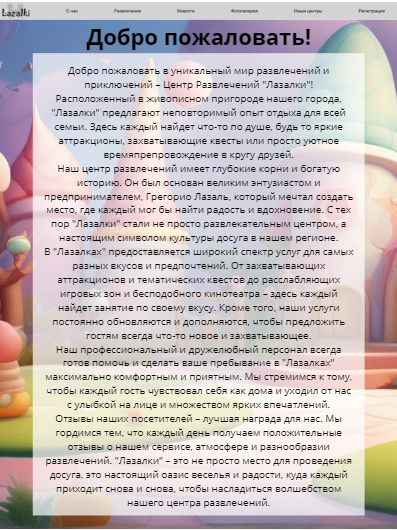 Lazalki
О нас
Развлечения
Новости
Фотогалерея
Наши центры
Регистрация
Добро пожаловать!
Добро пожаловать в уникальный мир развлечений и
приключений – Центр Развлечений "Лазалки"!
Расположенный в живописном пригороде нашего города,
"Лазалки" предлагают неповторимый опыт отдыха для всей
семьи. Здесь каждый найдет что-то по душе, будь то яркие
аттракционы, захватывающие квесты или просто уютное
времяпрепровождение в кругу друзей.
Наш центр развлечений имеет глубокие корни и богатую
историю. Он был основан великим энтузиастом и
предпринимателем, Грегорио Лазаль, который мечтал создать
место, где каждый мог бы найти радость и вдохновение. С тех
пор "Лазалки" стали не просто развлекательным центром, а
настоящим символом культуры досуга в нашем регионе.
В "Лазалках" предоставляется широкий спектр услуг для самых
разных вкусов и предпочтений. От захватывающих
аттракционов и тематических квестов до расслабляющих
игровых зон и бесподобного кинотеатра – здесь каждый
найдет занятие по своему вкусу. Кроме того, наши услуги
постоянно обновляются и дополняются, чтобы предложить
гостям всегда что-то новое и захватывающее.
Наш профессиональный и дружелюбный персонал всегда
готов помочь и сделать ваше пребывание в "Лазалках"
максимально комфортным и приятным. Мы стремимся к тому,
чтобы каждый гость чувствовал себя как дома и уходил от нас
с улыбкой на лице и множеством ярких впечатлений.
Отзывы наших посетителей – лучшая награда для нас. Мы
гордимся тем, что каждый день получаем положительные
отзывы о нашем сервисе, атмосфере и разнообразии
развлечений. "Лазалки" – это не просто место для проведения
досуга, это настоящий оазис веселья и радости, куда каждый
приходит снова и снова, чтобы насладиться волшебством
нашего центра развлечений.